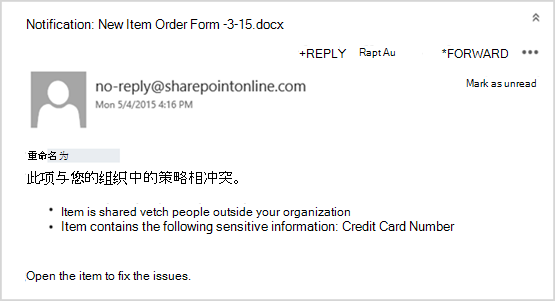 Notification: New Item Order Form -3-15.docx
+REPLY Rapt Au *FORWARD •••
no-reply@sharepointonline.com
Mark as unread
Mon 5/4/2015 4:16 PM
重命名为
此项与您的组织中的策略相冲突。
• Item is shared vetch people outside your organization
• Item contains the following sensitive information: Credit Card Number
Open the item to fix the issues.